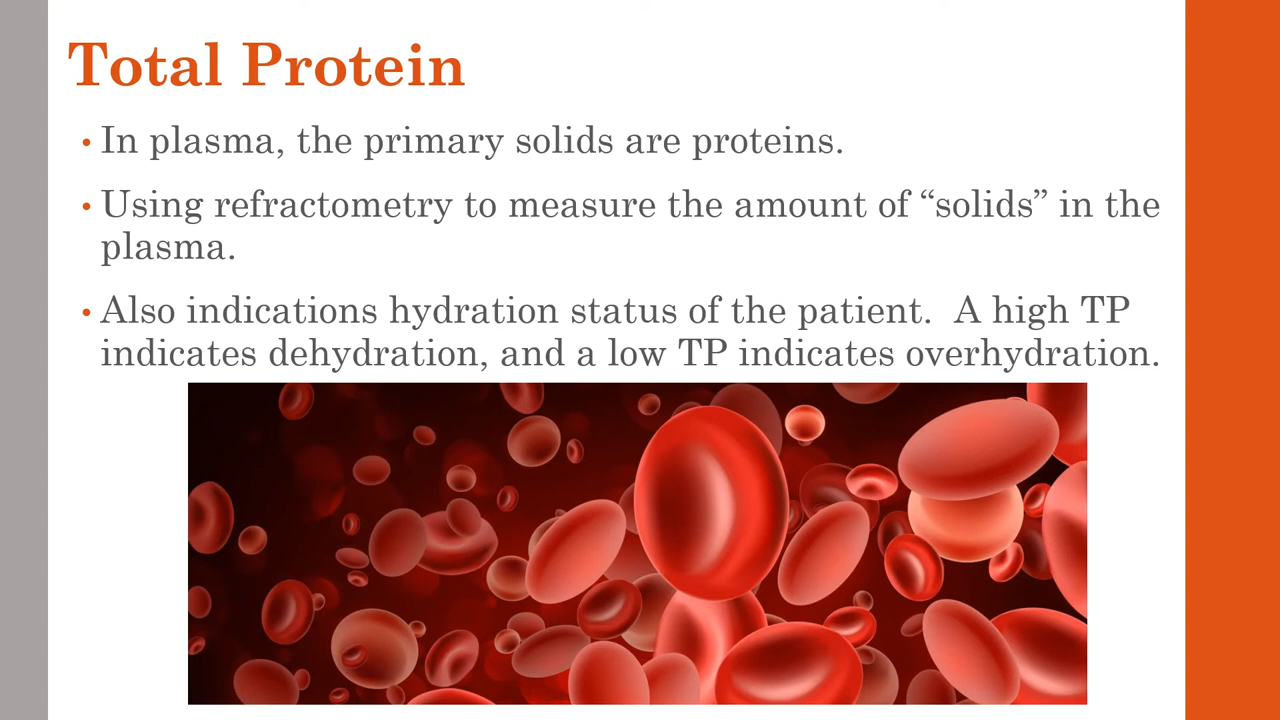 Total Protein
• In plasma, the primary solids are proteins.
• Using refractometry to measure the amount of “solids” in the
plasma.
• Also indications hydration status of the patient.  A high TP
indicates dehydration, and a low TP indicates overhydration.